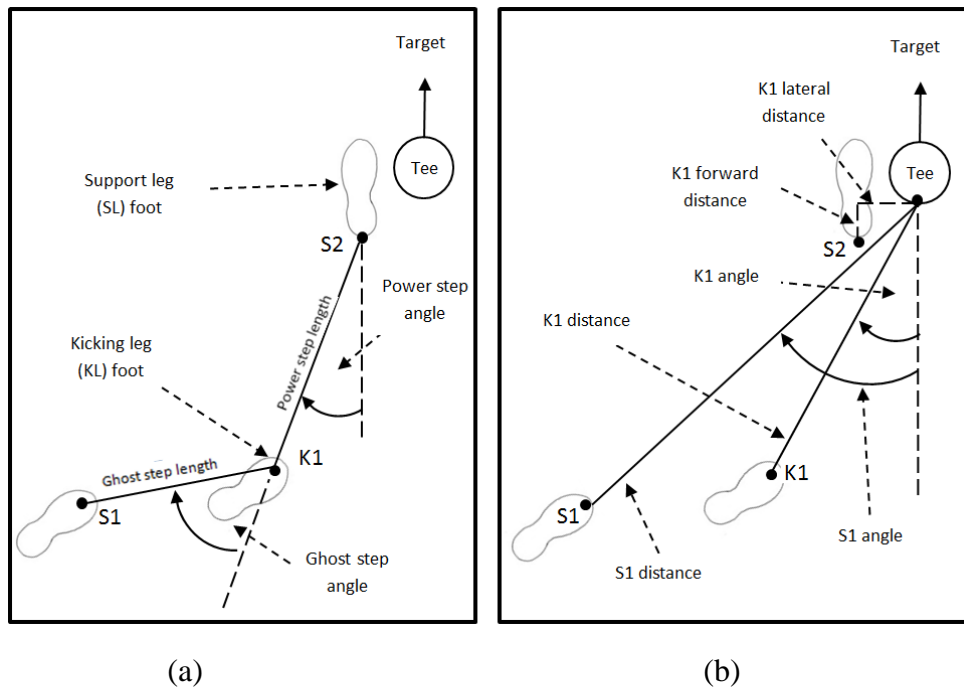 Target
Tee
Support leg
(SL) foot
S2
Power step
angle
Power step length
Kicking leg
(KL) foot
K1
Ghost step length
S1
Ghost step
angle
(a)
Target
K1 lateral
distance
Tee
K1 forward
distance
S2
K1 angle
K1 distance
K1
S1
S1 angle
S1 distance
(b)